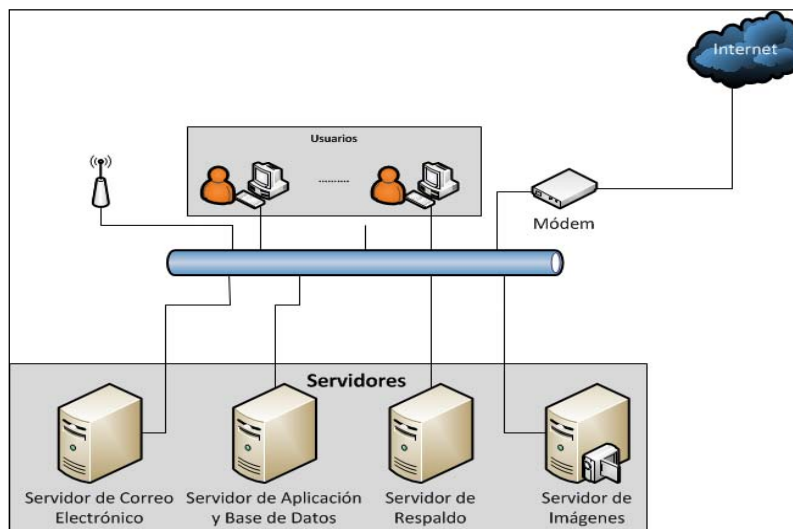 Internet
Usuarios
..........
Módem
Servidores
Servidor de Correo
Electrónico
Servidor de Aplicación
y Base de Datos
Servidor de
Respaldo
Servidor de
Imágenes